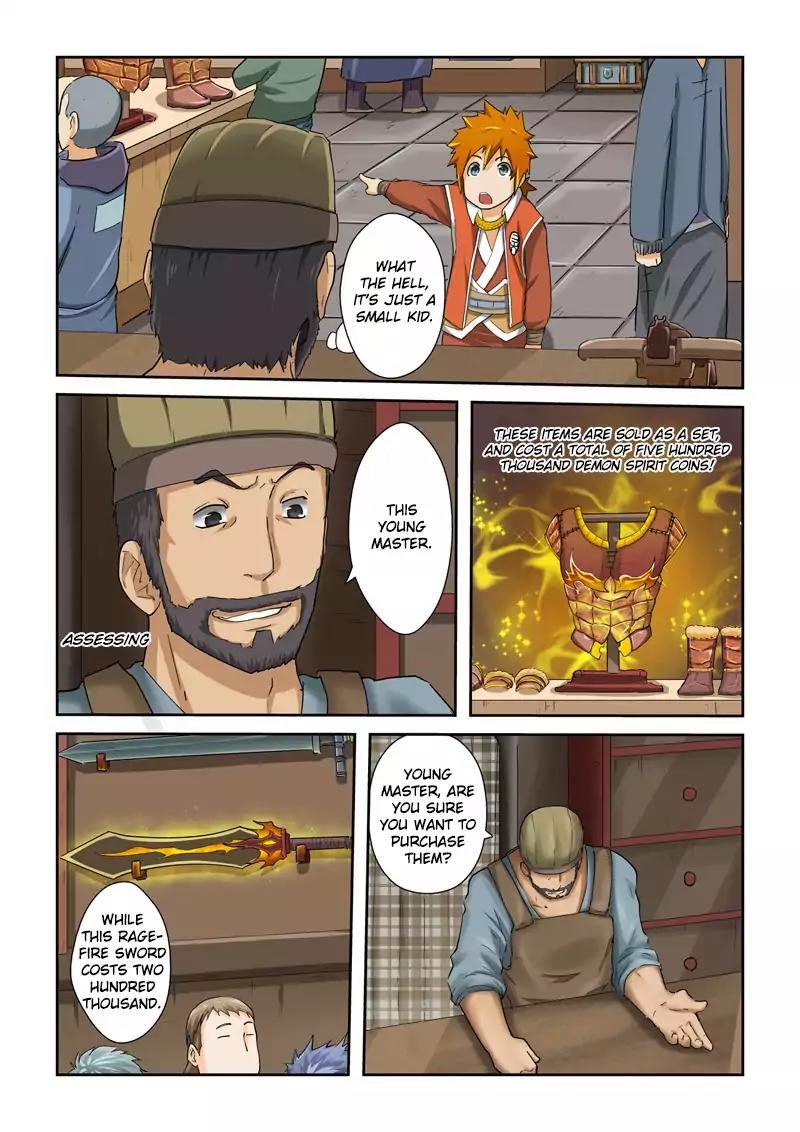 WHAT
THE HELL,
IT'S JUST A
SMALL KID.
THIS
YOUNG
MASTER.
ASSESSING
THESE ITEMS ARE SOLD AS A SET,
AND COST A TOTAL OF FIVE HUNDRED
THOUSAND DEMON SPIRIT COINS!
WHILE
THIS RAGE-
FIRE SWORD
COSTS TWO
HUNDRED
THOUSAND.
YOUNG
MASTER, ARE
YOU SURE
YOU WANT TO
PURCHASE
THEM?